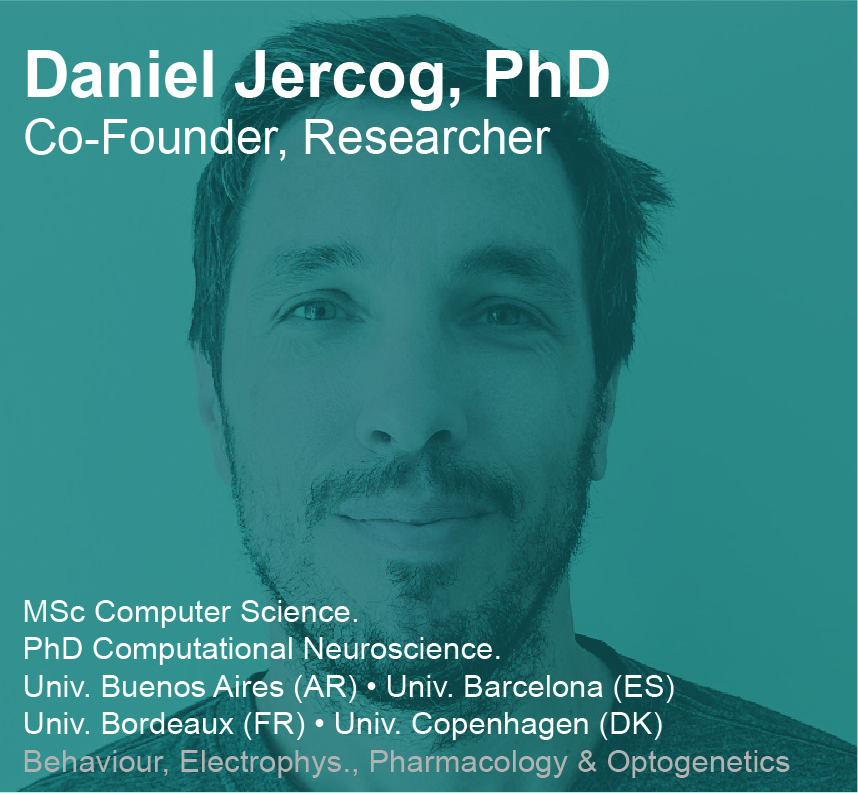 Daniel Jercog, PhD
Co-Founder, Researcher
MSc Computer Science.
PhD Computational Neuroscience.
Univ. Buenos Aires (AR) • Univ. Barcelona (ES)
Univ. Bordeaux (FR) • Univ. Copenhagen (DK)
Behaviour, Electrophys., Pharmacology & Optogenetics